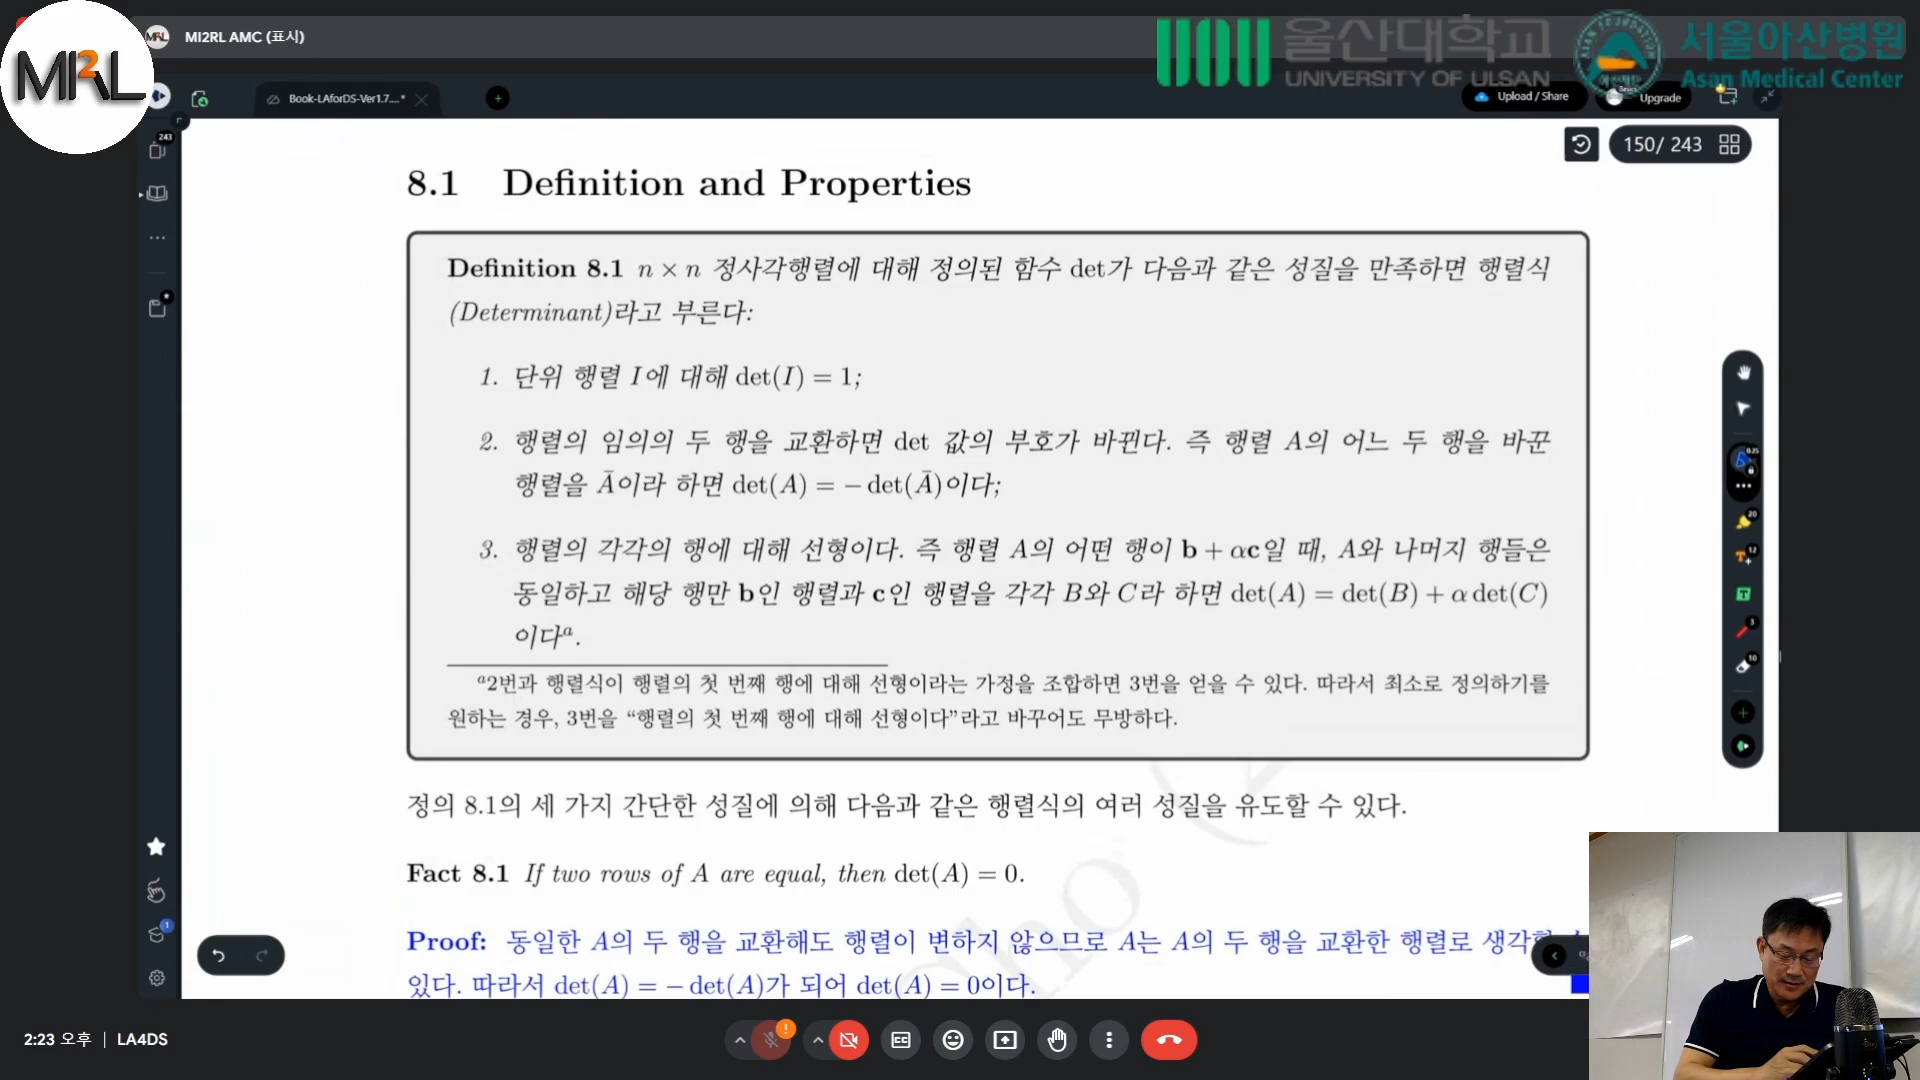 MI2RL
MI2RL AMC (표시)
울산대학교
UNIVERSITY OF ULSAN
서울아산병원
Asan Medical Center
Book-LAforDS-Ver1.7....*
Upload / Share
Upgrade
243
150/ 243
8.1 Definition and Properties
Definition 8.1 n × n 정사각행렬에 대해 정의된 함수 det가 다음과 같은 성질을 만족하면 행렬식
(Determinant)라고 부른다:
1. 단위 행렬 I에 대해 det(I) = 1;
2. 행렬의 임의의 두 행을 교환하면 det 값의 부호가 바뀐다. 즉 행렬 A의 어느 두 행을 바꾼
행렬을 Ā이라 하면 det(A) = − det(Ā)이다;
3. 행렬의 각각의 행에 대해 선형이다. 즉 행렬 A의 어떤 행이 b + αc일 때, A와 나머지 행들은
동일하고 해당 행만 b인 행렬과 c인 행렬을 각각 B와 C라 하면 det(A) = det(B) + α det(C)
이다ᵃ.
ᵃ2번과 행렬식이 행렬의 첫 번째 행에 대해 선형이라는 가정을 조합하면 3번을 얻을 수 있다. 따라서 최소로 정의하기를
원하는 경우, 3번을 “행렬의 첫 번째 행에 대해 선형이다”라고 바꾸어도 무방하다.
정의 8.1의 세 가지 간단한 성질에 의해 다음과 같은 행렬식의 여러 성질을 유도할 수 있다.
Fact 8.1 If two rows of A are equal, then det(A) = 0.
Proof: 동일한 A의 두 행을 교환해도 행렬이 변하지 않으므로 A는 A의 두 행을 교환한 행렬로 생각할
있다. 따라서 det(A) = − det(A)가 되어 det(A) = 0이다.
2:23 오후 | LA4DS